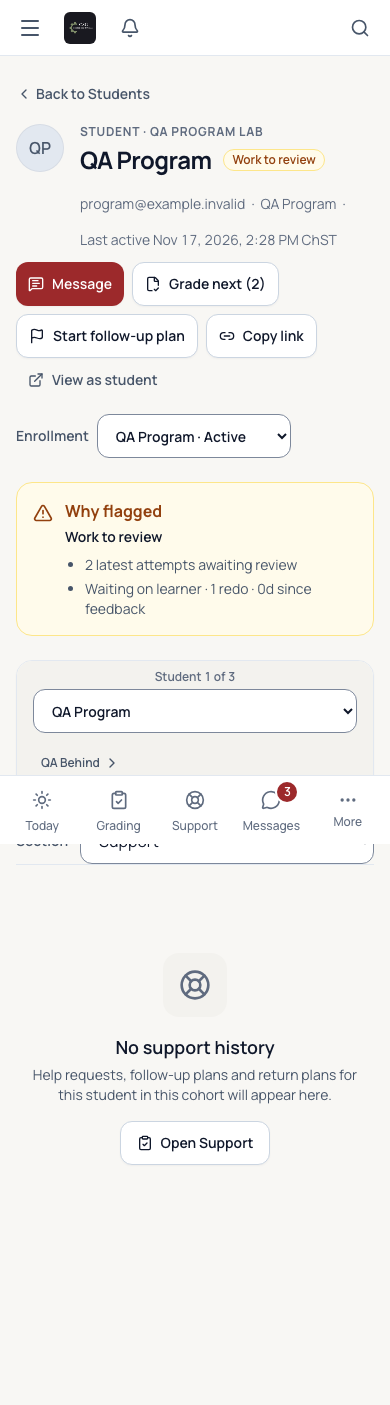 Back to Students
QP
STUDENT · QA PROGRAM LAB
QA Program
Work to review
program@example.invalid · QA Program ·
Last active Nov 17, 2026, 2:28 PM ChST
Message
Grade next (2)
Start follow-up plan
Copy link
View as student
Enrollment
QA Program · Active
Why flagged
Work to review
2 latest attempts awaiting review
Waiting on learner · 1 redo · 0d since
feedback
Student 1 of 3
QA Program
QA Behind
3
Today
Grading
Support
Messages
More
Section
Support
No support history
Help requests, follow-up plans and return plans for
this student in this cohort will appear here.
Open Support